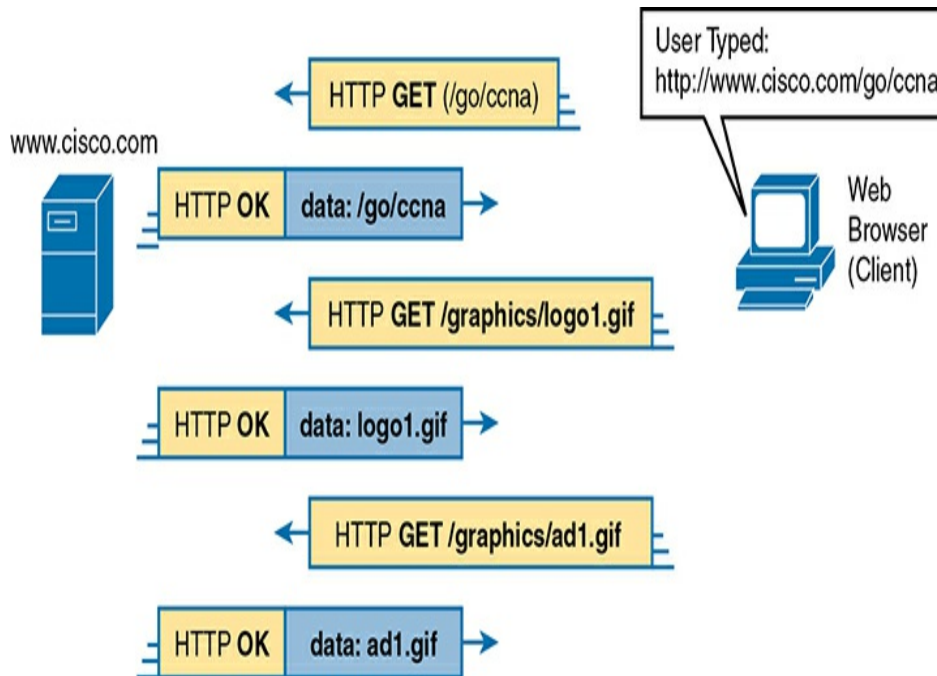 User Typed:
http://www.cisco.com/go/ccna
HTTP GET (/go/ccna)
www.cisco.com
HTTP OK data: /go/ccna
Web
Browser
(Client)
HTTP GET /graphics/logo1.gif
HTTP OK data: logo1.gif
HTTP GET /graphics/ad1.gif
HTTP OK data: ad1.gif